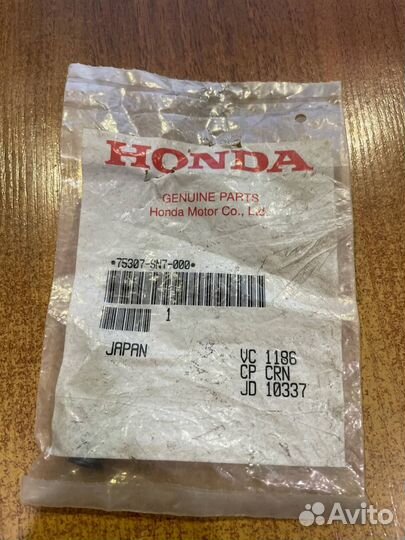 HONDA
GENUINE PARTS
Honda Motor Co., Ltd.
*75307-SM7-000*
1
JAPAN
VC 1186
CP CRN
JD 10337
Avito